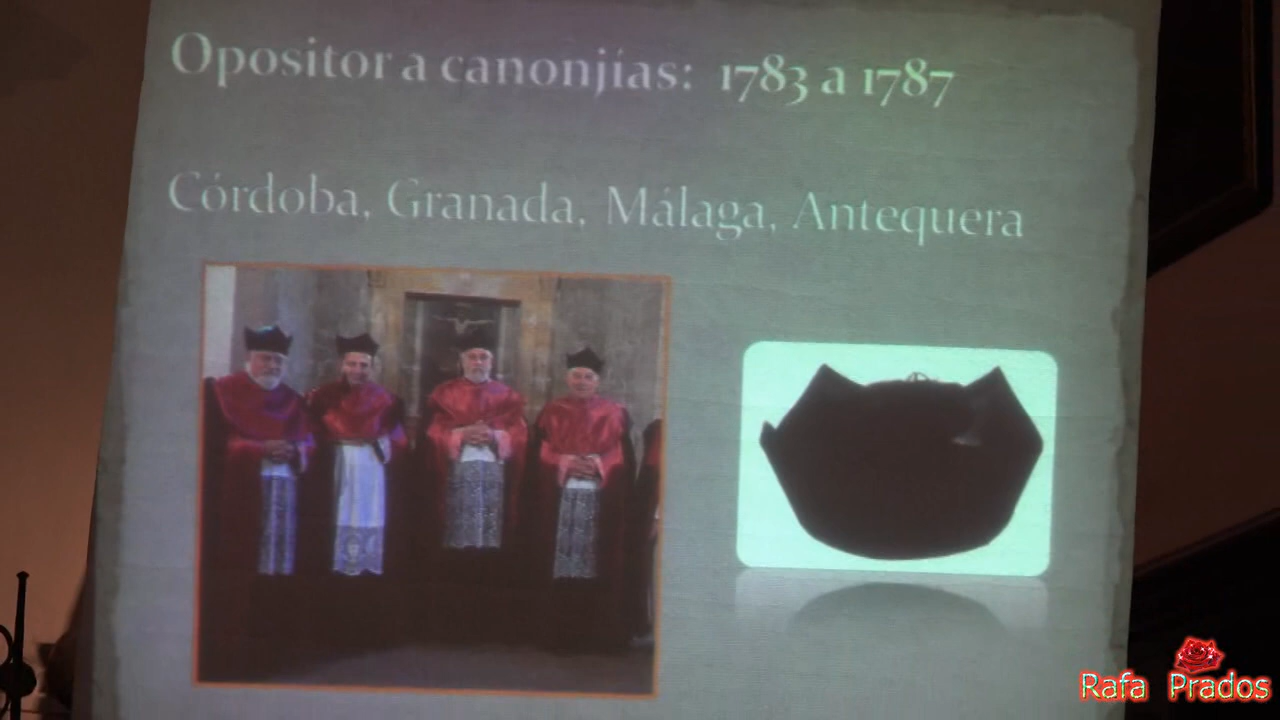 Opositor a canonjías: 1783 a 1787
Córdoba, Granada, Málaga, Antequera
Rafa Prados